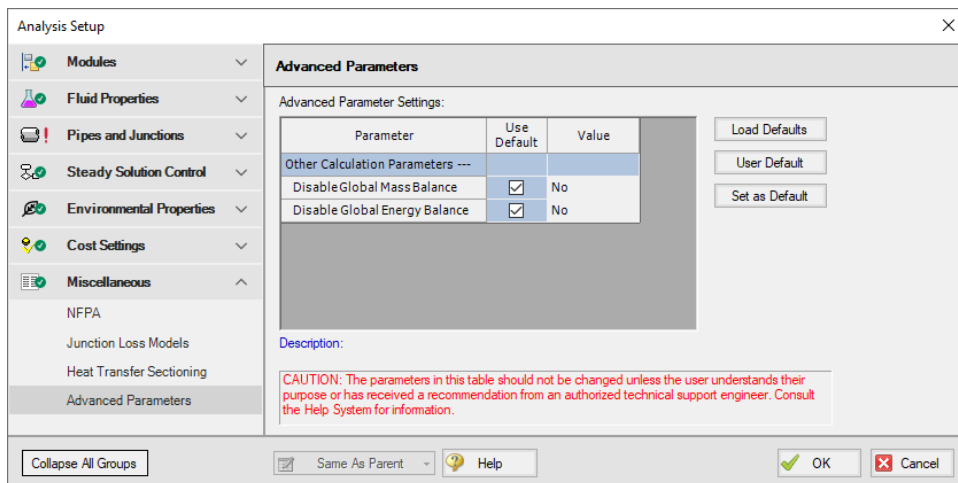 Analysis Setup
Modules
Fluid Properties
Pipes and Junctions
Steady Solution Control
Environmental Properties
Cost Settings
Miscellaneous
NFPA
Junction Loss Models
Heat Transfer Sectioning
Advanced Parameters
Collapse All Groups
Advanced Parameters
Advanced Parameter Settings:
Parameter Use Default Value
Other Calculation Parameters ---
Disable Global Mass Balance No
Disable Global Energy Balance No
Load Defaults
User Default
Set as Default
Description:
CAUTION: The parameters in this table should not be changed unless the user understands their
purpose or has received a recommendation from an authorized technical support engineer. Consult
the Help System for information.
Same As Parent
Help
OK
Cancel